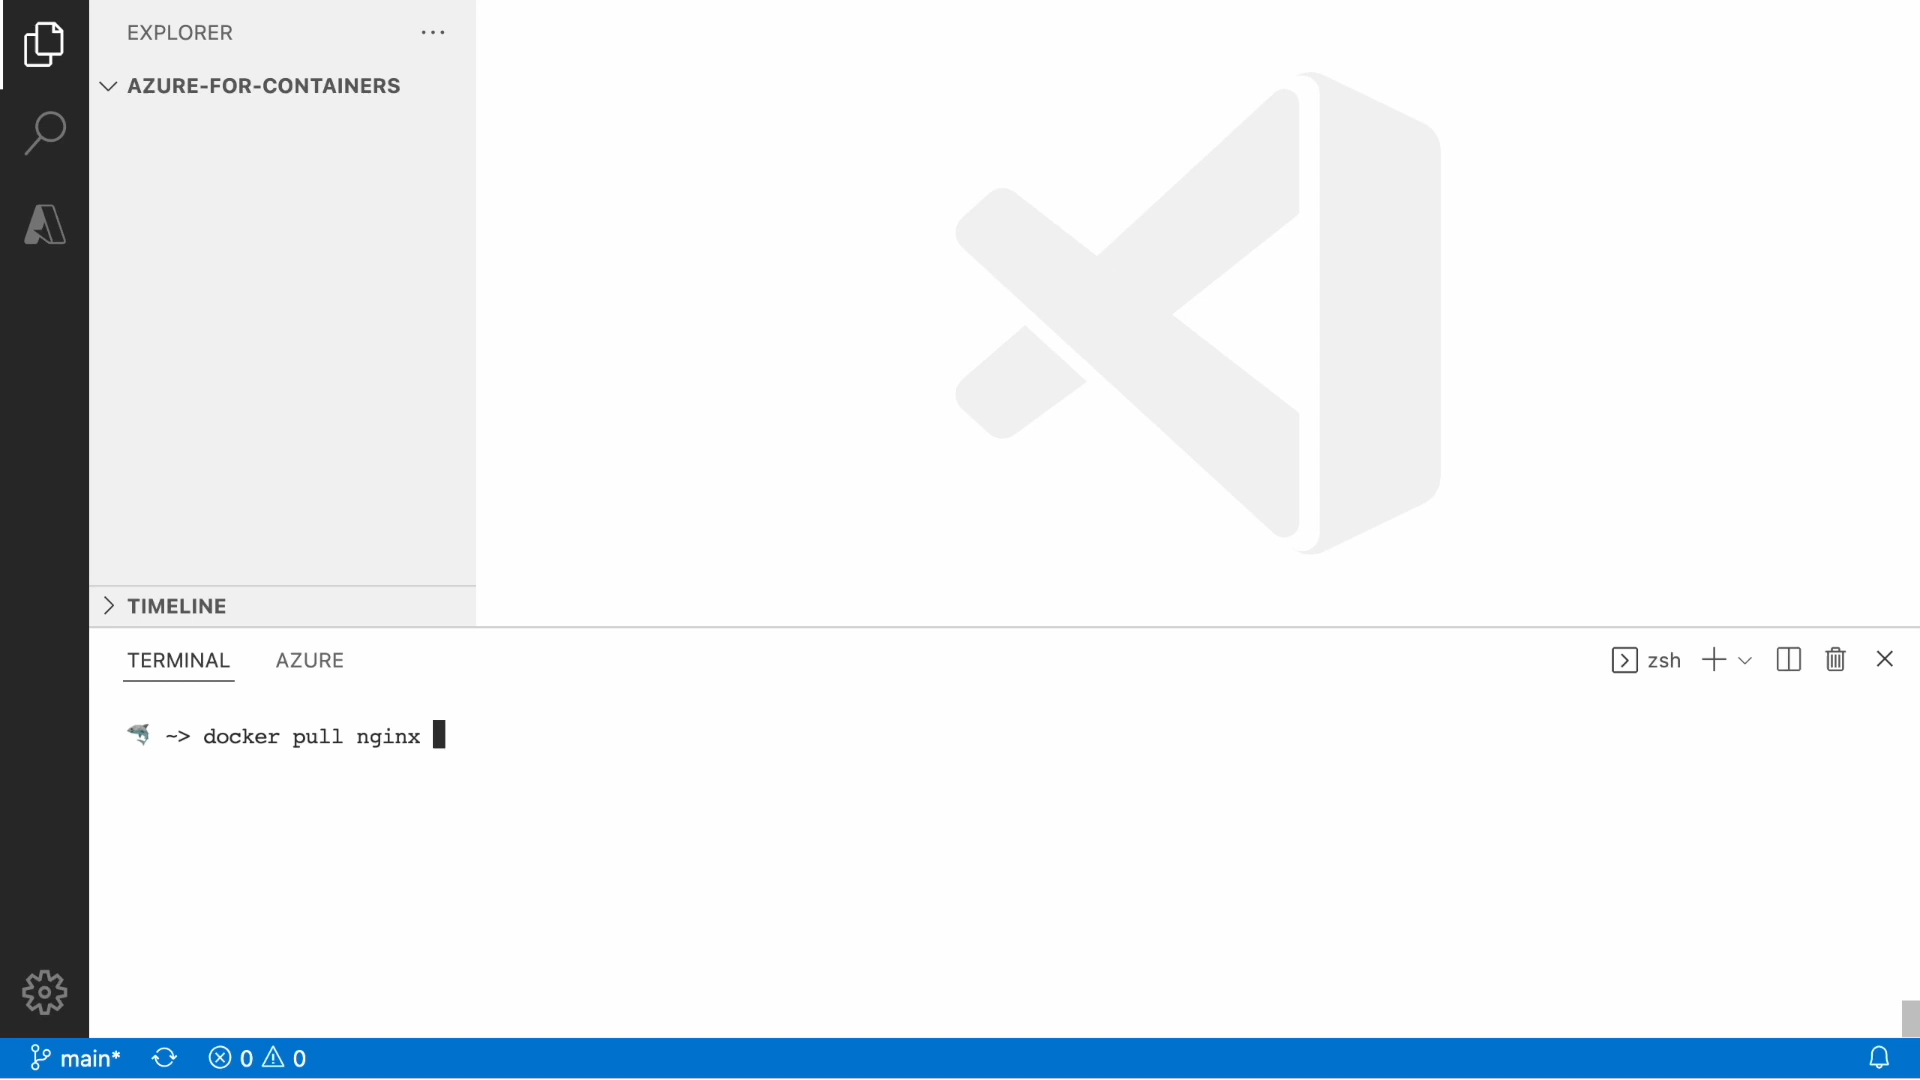 EXPLORER
AZURE-FOR-CONTAINERS
TIMELINE
TERMINAL AZURE
zsh
~> docker pull nginx
main* 0 0